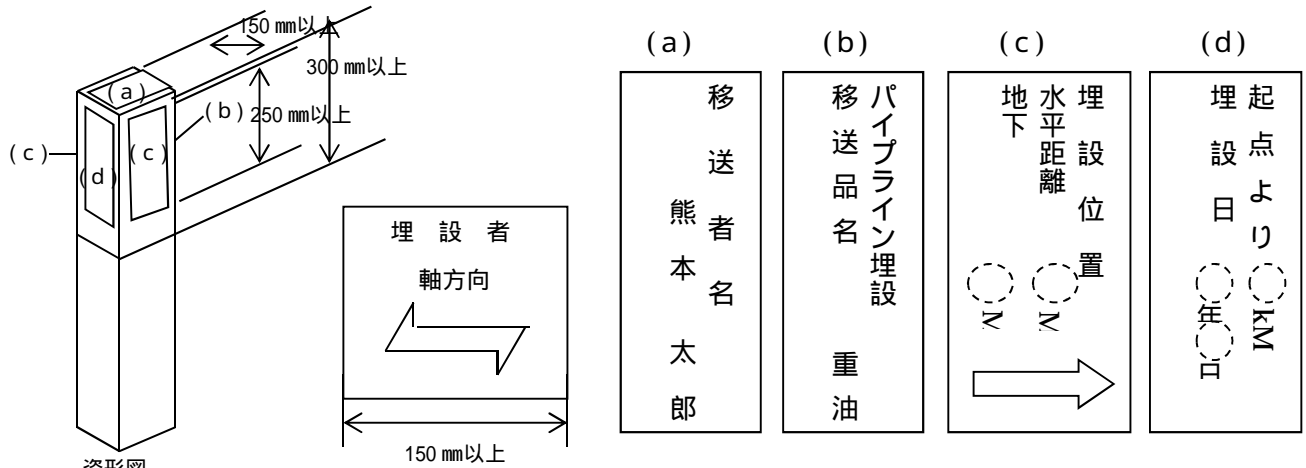 150㎜以上
300㎜以上
250㎜以上
(a)
(b)
(c)
(c)
(d)
姿形図
埋設者
軸方向
150㎜以上
(a)
移送者名
熊本太郎
(b)
パイプライン埋設
移送品名 重油
(c)
埋設位置
水平距離 M
地下 M
(d)
起点より kM
埋設日 年